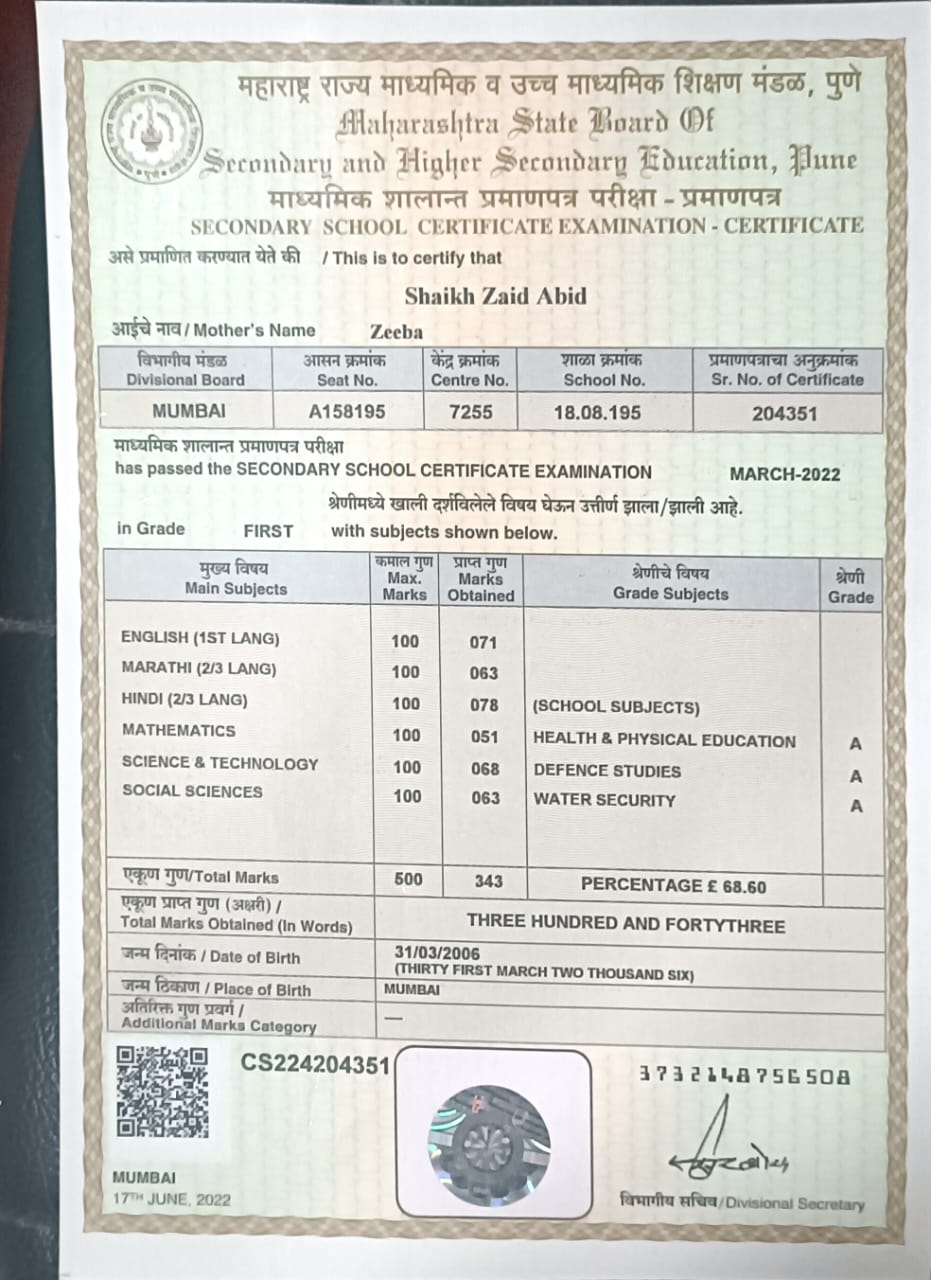 महाराष्ट्र राज्य माध्यमिक व उच्च माध्यमिक शिक्षण मंडळ, पुणे
Maharashtra State Board Of
Secondary and Higher Secondary Education, Pune
माध्यमिक शालान्त प्रमाणपत्र परीक्षा - प्रमाणपत्र
SECONDARY SCHOOL CERTIFICATE EXAMINATION - CERTIFICATE
असे प्रमाणित करण्यात येते की / This is to certify that
Shaikh Zaid Abid
आईचे नाव / Mother's Name Zeeba
विभागीय मंडळ आसन क्रमांक केंद्र क्रमांक शाळा क्रमांक प्रमाणपत्राचा अनुक्रमांक
Divisional Board Seat No. Centre No. School No. Sr. No. of Certificate
MUMBAI A158195 7255 18.08.195 204351
माध्यमिक शालान्त प्रमाणपत्र परीक्षा
has passed the SECONDARY SCHOOL CERTIFICATE EXAMINATION MARCH-2022
श्रेणीमध्ये खाली दर्शविलेले विषय घेऊन उत्तीर्ण झाला/झाली आहे.
in Grade FIRST with subjects shown below.
मुख्य विषय कमाल गुण प्राप्त गुण श्रेणीचे विषय श्रेणी
Main Subjects Max. Marks Marks Obtained Grade Subjects Grade
ENGLISH (1ST LANG) 100 071
MARATHI (2/3 LANG) 100 063
HINDI (2/3 LANG) 100 078 (SCHOOL SUBJECTS)
MATHEMATICS 100 051 HEALTH & PHYSICAL EDUCATION A
SCIENCE & TECHNOLOGY 100 068 DEFENCE STUDIES A
SOCIAL SCIENCES 100 063 WATER SECURITY A
एकूण गुण/Total Marks 500 343 PERCENTAGE £ 68.60
एकूण प्राप्त गुण (अक्षरी) /
Total Marks Obtained (In Words) THREE HUNDRED AND FORTYTHREE
जन्म दिनांक / Date of Birth 31/03/2006
(THIRTY FIRST MARCH TWO THOUSAND SIX)
जन्म ठिकाण / Place of Birth MUMBAI
अतिरिक्त गुण प्रवर्ग /
Additional Marks Category —
CS224204351
3732148756508
MUMBAI
17TH JUNE, 2022
विभागीय सचिव/Divisional Secretary